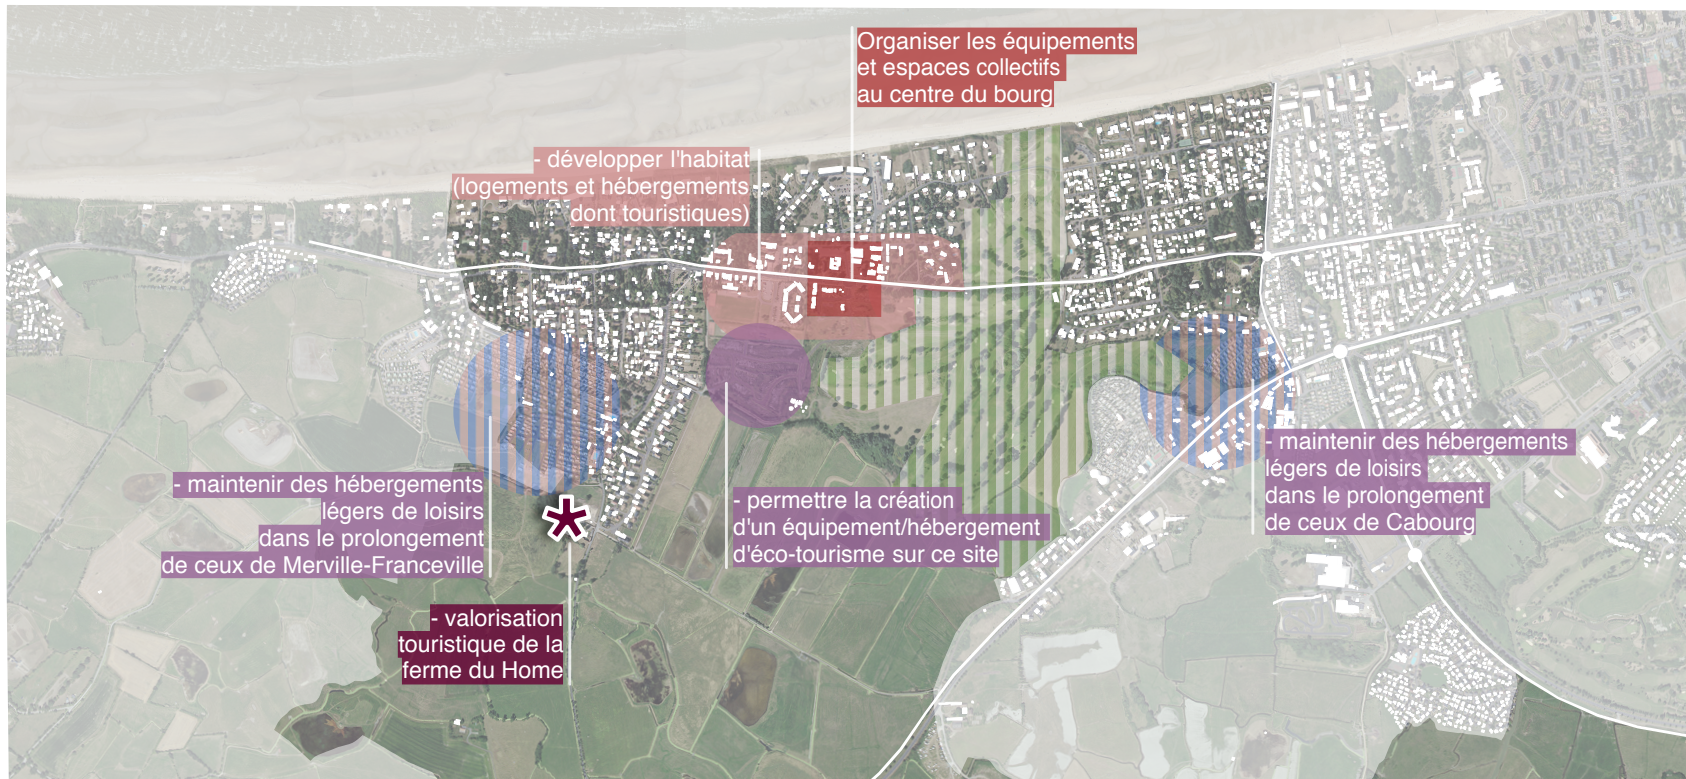 Organiser les équipements
et espaces collectifs
au centre du bourg
- développer l'habitat
(logements et hébergements
dont touristiques)
- maintenir des hébergements
légers de loisirs
dans le prolongement
de ceux de Merville-Franceville
- permettre la création
d'un équipement/hébergement
d'éco-tourisme sur ce site
- maintenir des hébergements
légers de loisirs
dans le prolongement
de ceux de Cabourg
- valorisation
touristique de la
ferme du Home